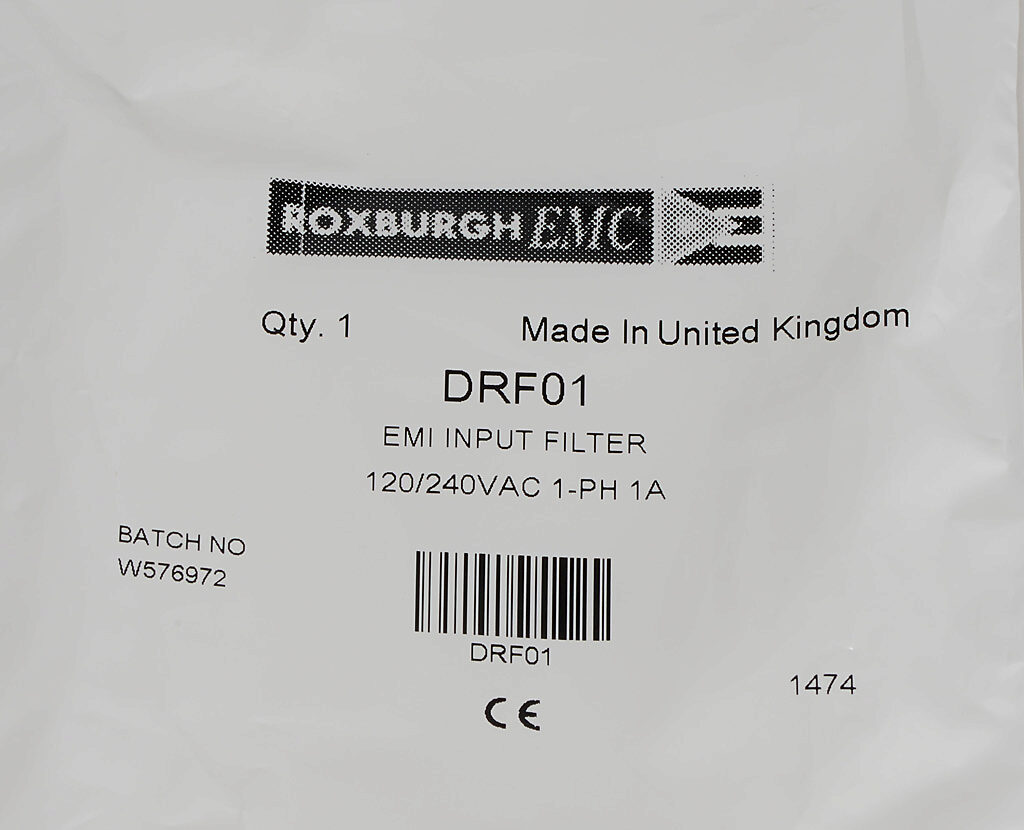 ROXBURGH EMC
Qty. 1 Made In United Kingdom
DRF01
EMI INPUT FILTER
120/240VAC 1-PH 1A
BATCH NO
W576972
DRF01
1474
CE